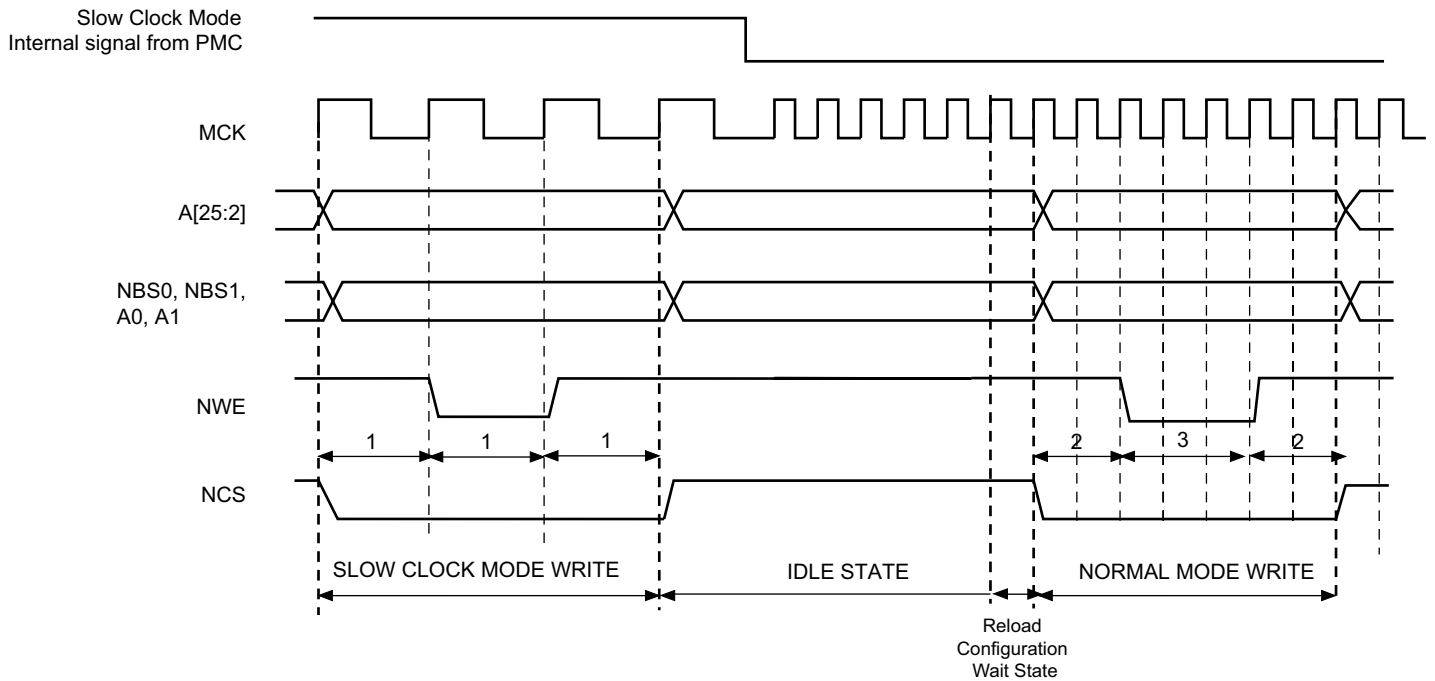 Slow Clock Mode
Internal signal from PMC
MCK
A[25:2]
NBS0, NBS1,
A0, A1
NWE
1 1 1 2 3 2
NCS
SLOW CLOCK MODE WRITE IDLE STATE NORMAL MODE WRITE
Reload
Configuration
Wait State